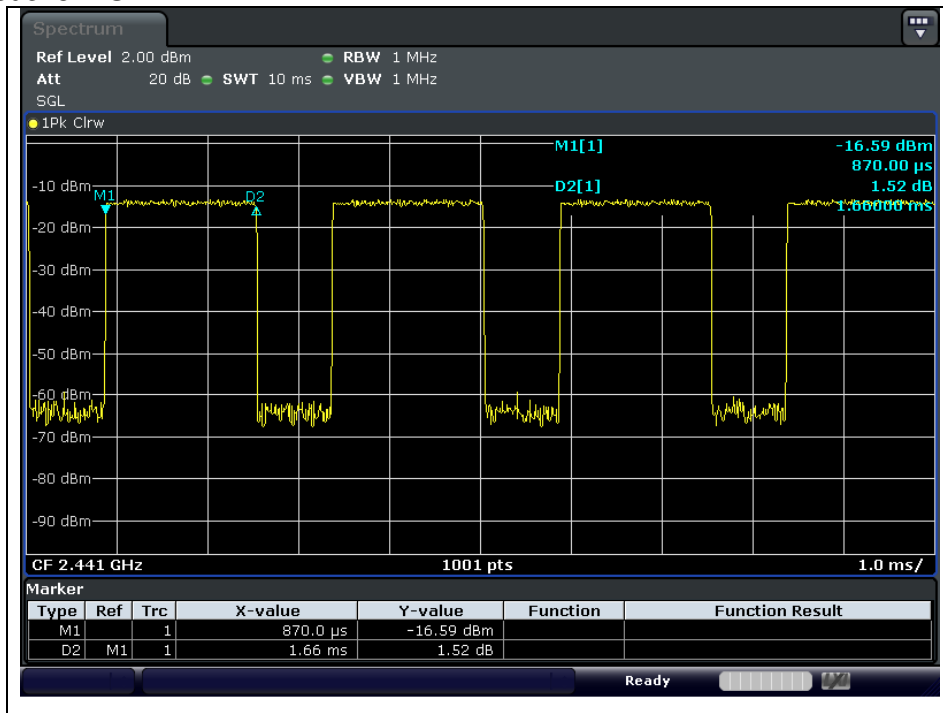 Spectrum
Ref Level 2.00 dBm RBW 1 MHz
Att 20 dB SWT 10 ms VBW 1 MHz
SGL
1Pk Clrw
M1[1] -16.59 dBm
870.00 µs
-10 dBm M1 D2 D2[1] 1.52 dB
1.66000 ms
-20 dBm
-30 dBm
-40 dBm
-50 dBm
-60 dBm
-70 dBm
-80 dBm
-90 dBm
CF 2.441 GHz 1001 pts 1.0 ms/
Marker
Type Ref Trc X-value Y-value Function Function Result
M1 1 870.0 µs -16.59 dBm
D2 M1 1 1.66 ms 1.52 dB
Ready